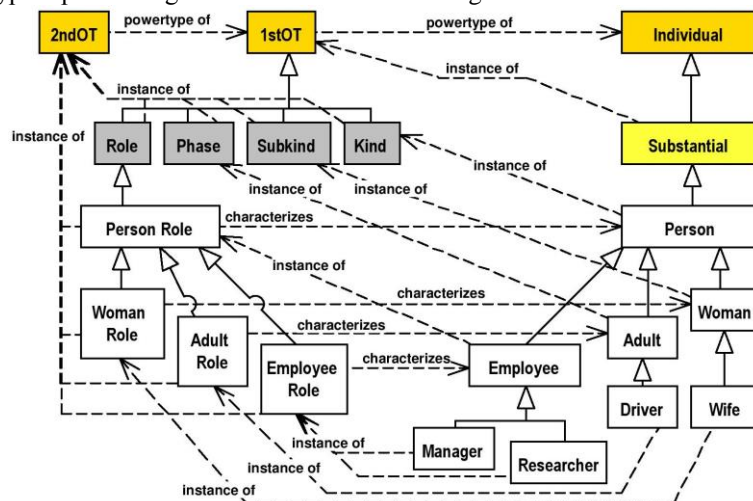 powertype of
powertype of
2ndOT
1stOT
Individual
instance of
instance of
Role
Phase
Subkind
Kind
Substantial
instance of
instance of
instance of
Person Role
characterizes
Person
instance of
Woman
Role
characterizes
Woman
Adult
Role
characterizes
Adult
Employee
Role
characterizes
Employee
Driver
Wife
instance of
Manager
Researcher
instance of
instance of